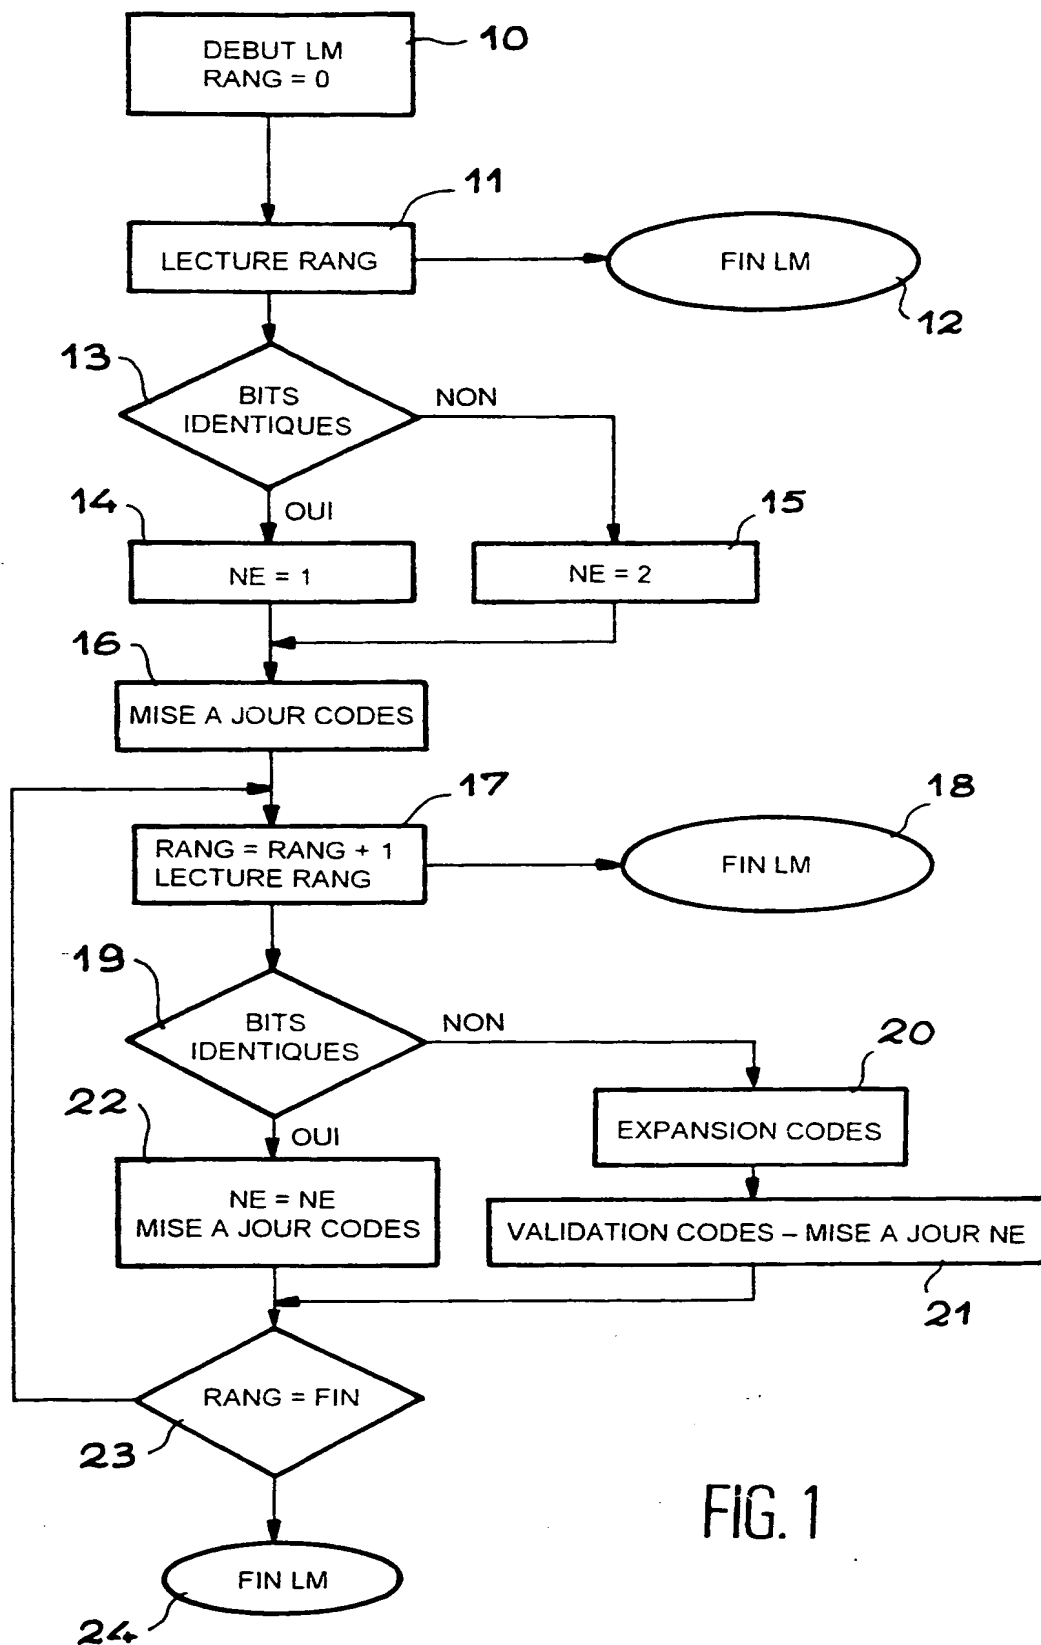 10
DEBUT LM
RANG = 0
11
LECTURE RANG
FIN LM
12
13
BITS
IDENTIQUES
NON
OUI
14
15
NE = 1
NE = 2
16
MISE A JOUR CODES
17
18
RANG = RANG + 1
LECTURE RANG
FIN LM
19
BITS
IDENTIQUES
NON
20
22
OUI
EXPANSION CODES
NE = NE
MISE A JOUR CODES
VALIDATION CODES – MISE A JOUR NE
21
RANG = FIN
23
FIN LM
24
FIG. 1